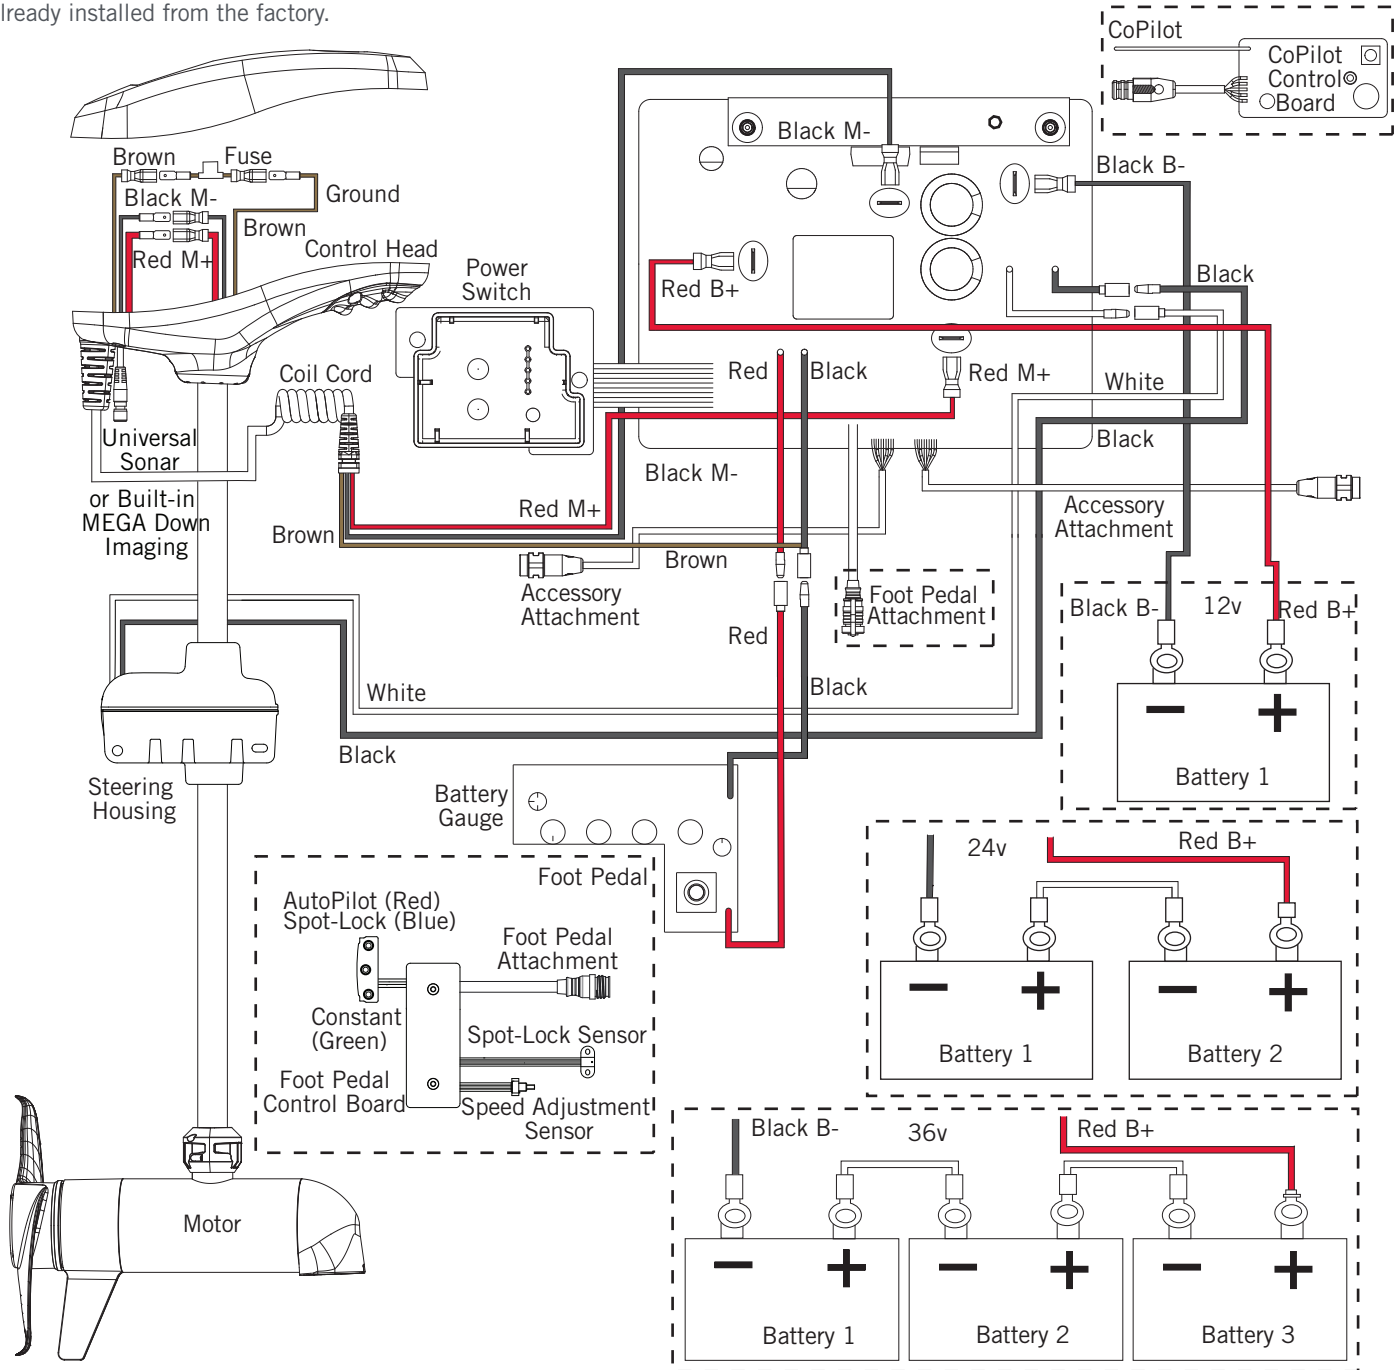 lready installed from the factory.
CoPilot
CoPilot
Control
Board
Brown
Fuse
Black M-
Ground
Brown
Red M+
Control Head
Power
Switch
Black M-
Black B-
Red B+
Black
Coil Cord
Red
Black
Red M+
White
Black
Universal
Sonar
or Built-in
MEGA Down
Imaging
Black M-
Red M+
Brown
Brown
Accessory
Attachment
Accessory
Attachment
Foot Pedal
Attachment
Red
Black
Black B-
12v
Red B+
Battery 1
White
Black
Steering
Housing
Battery
Gauge
Foot Pedal
24v
Red B+
Battery 1
Battery 2
AutoPilot (Red)
Spot-Lock (Blue)
Foot Pedal
Attachment
Constant
(Green)
Spot-Lock Sensor
Foot Pedal
Control Board
Speed Adjustment
Sensor
Black B-
36v
Red B+
Battery 1
Battery 2
Battery 3
Motor